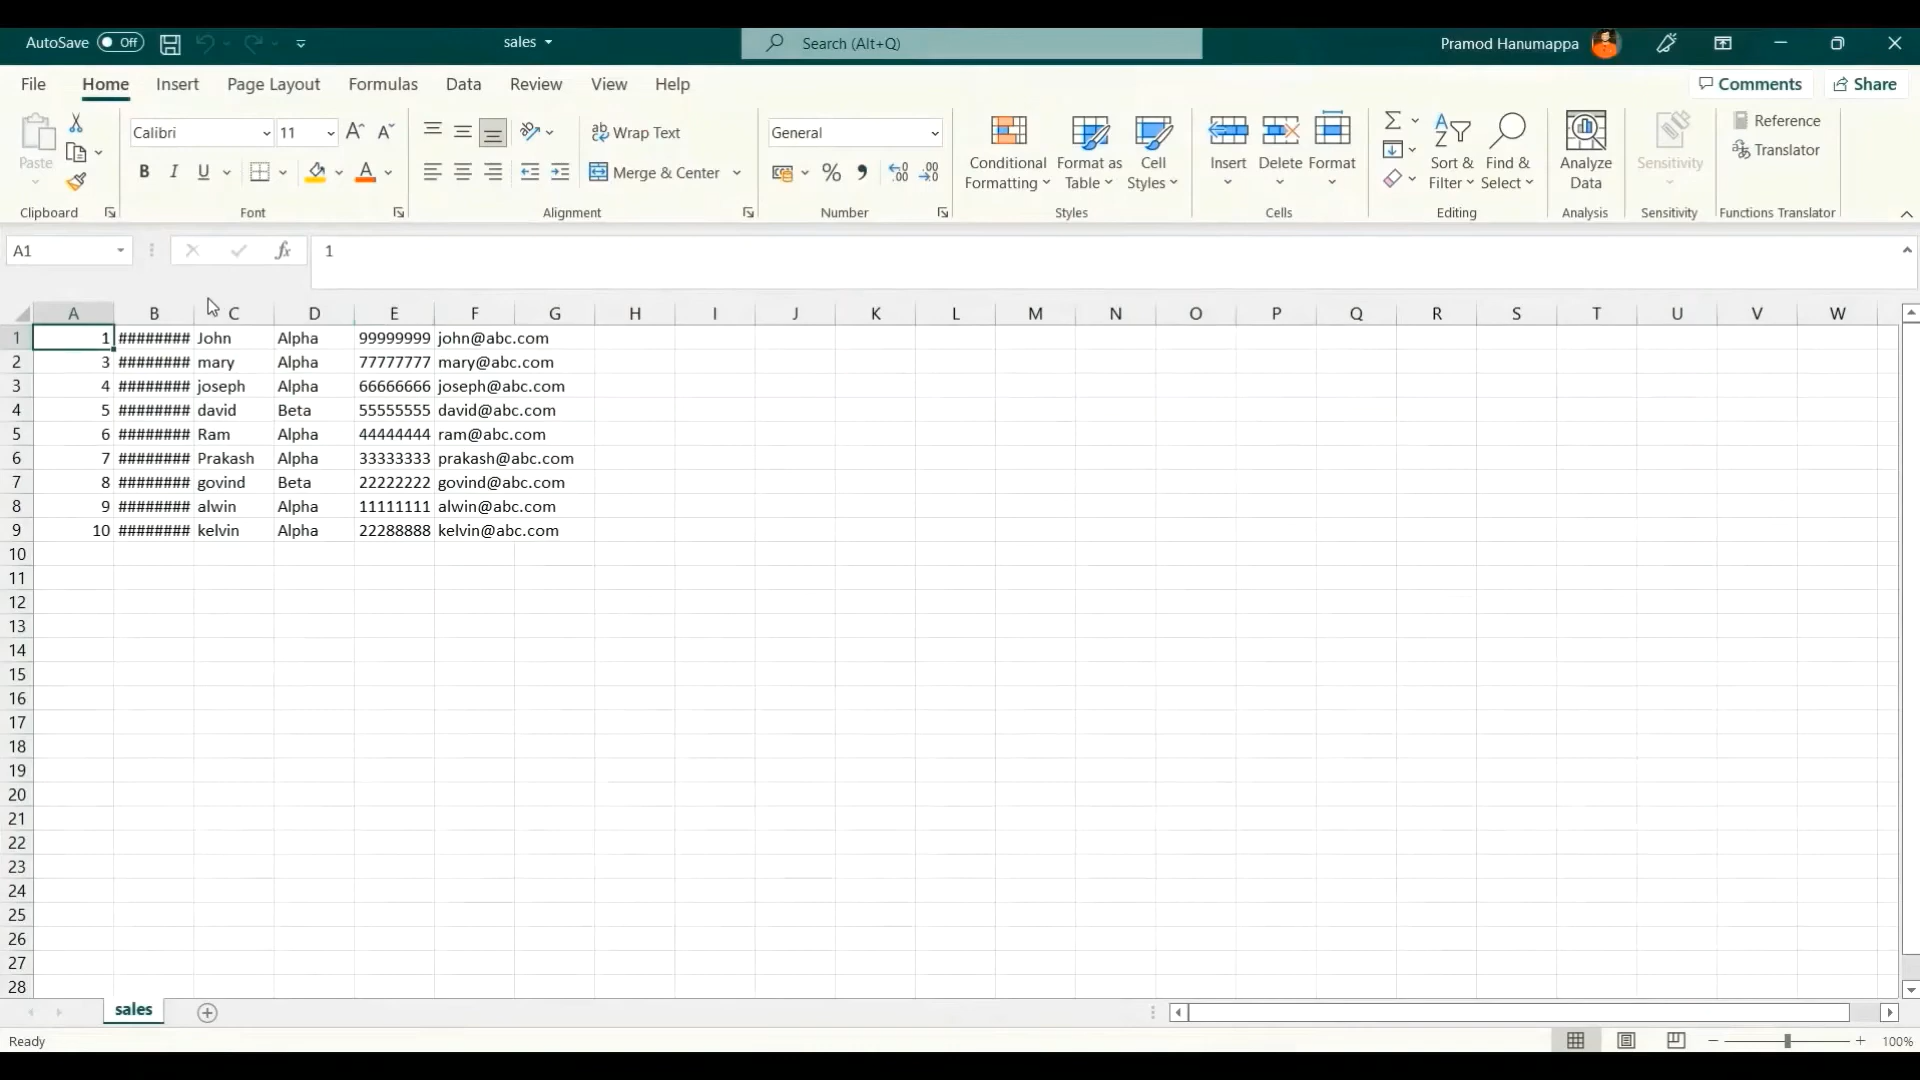 AutoSave Off sales Search (Alt+Q) Pramod Hanumappa
File Home Insert Page Layout Formulas Data Review View Help Comments Share
Paste
Clipboard
Calibri 11
B I U A
Font
Wrap Text
Merge & Center
Alignment
General
% 9
Number
Conditional Formatting
Format as Table
Cell Styles
Styles
Insert
Delete
Format
Cells
Sort & Filter
Find & Select
Editing
Analyze Data
Analysis
Sensitivity
Sensitivity
Reference
Translator
Functions Translator
A1 fx 1
A B C D E F G H I J K L M N O P Q R S T U V W
1 1 ######## John Alpha 99999999 john@abc.com
2 3 ######## mary Alpha 77777777 mary@abc.com
3 4 ######## joseph Alpha 66666666 joseph@abc.com
4 5 ######## david Beta 55555555 david@abc.com
5 6 ######## Ram Alpha 44444444 ram@abc.com
6 7 ######## Prakash Alpha 33333333 prakash@abc.com
7 8 ######## govind Beta 22222222 govind@abc.com
8 9 ######## alwin Alpha 11111111 alwin@abc.com
9 10 ######## kelvin Alpha 22288888 kelvin@abc.com
10
11
12
13
14
15
16
17
18
19
20
21
22
23
24
25
26
27
28
sales
Ready 100%